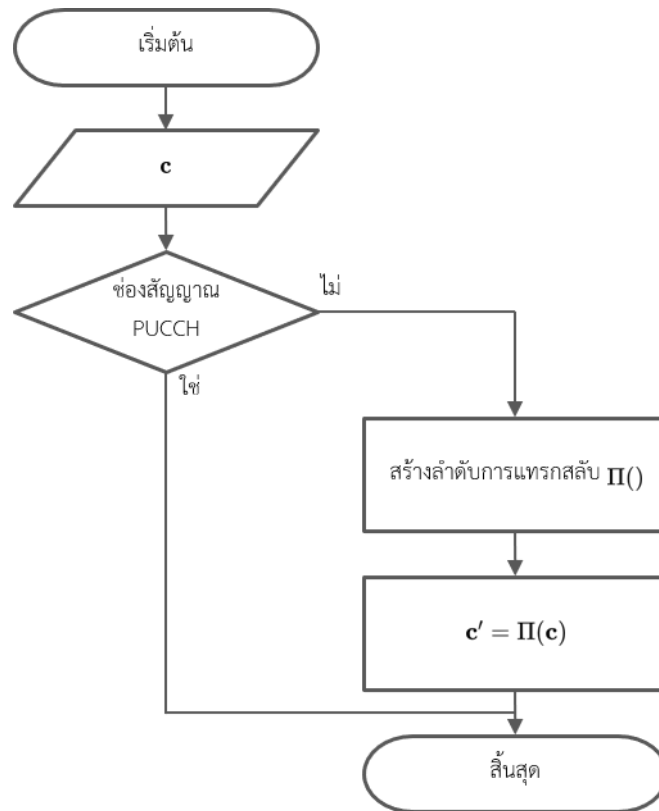 เริ่มต้น
c
ช่องสัญญาณ
PUCCH
ไม่
ใช่
สร้างลำดับการแทรกสลับ Π()
c′ = Π(c)
สิ้นสุด